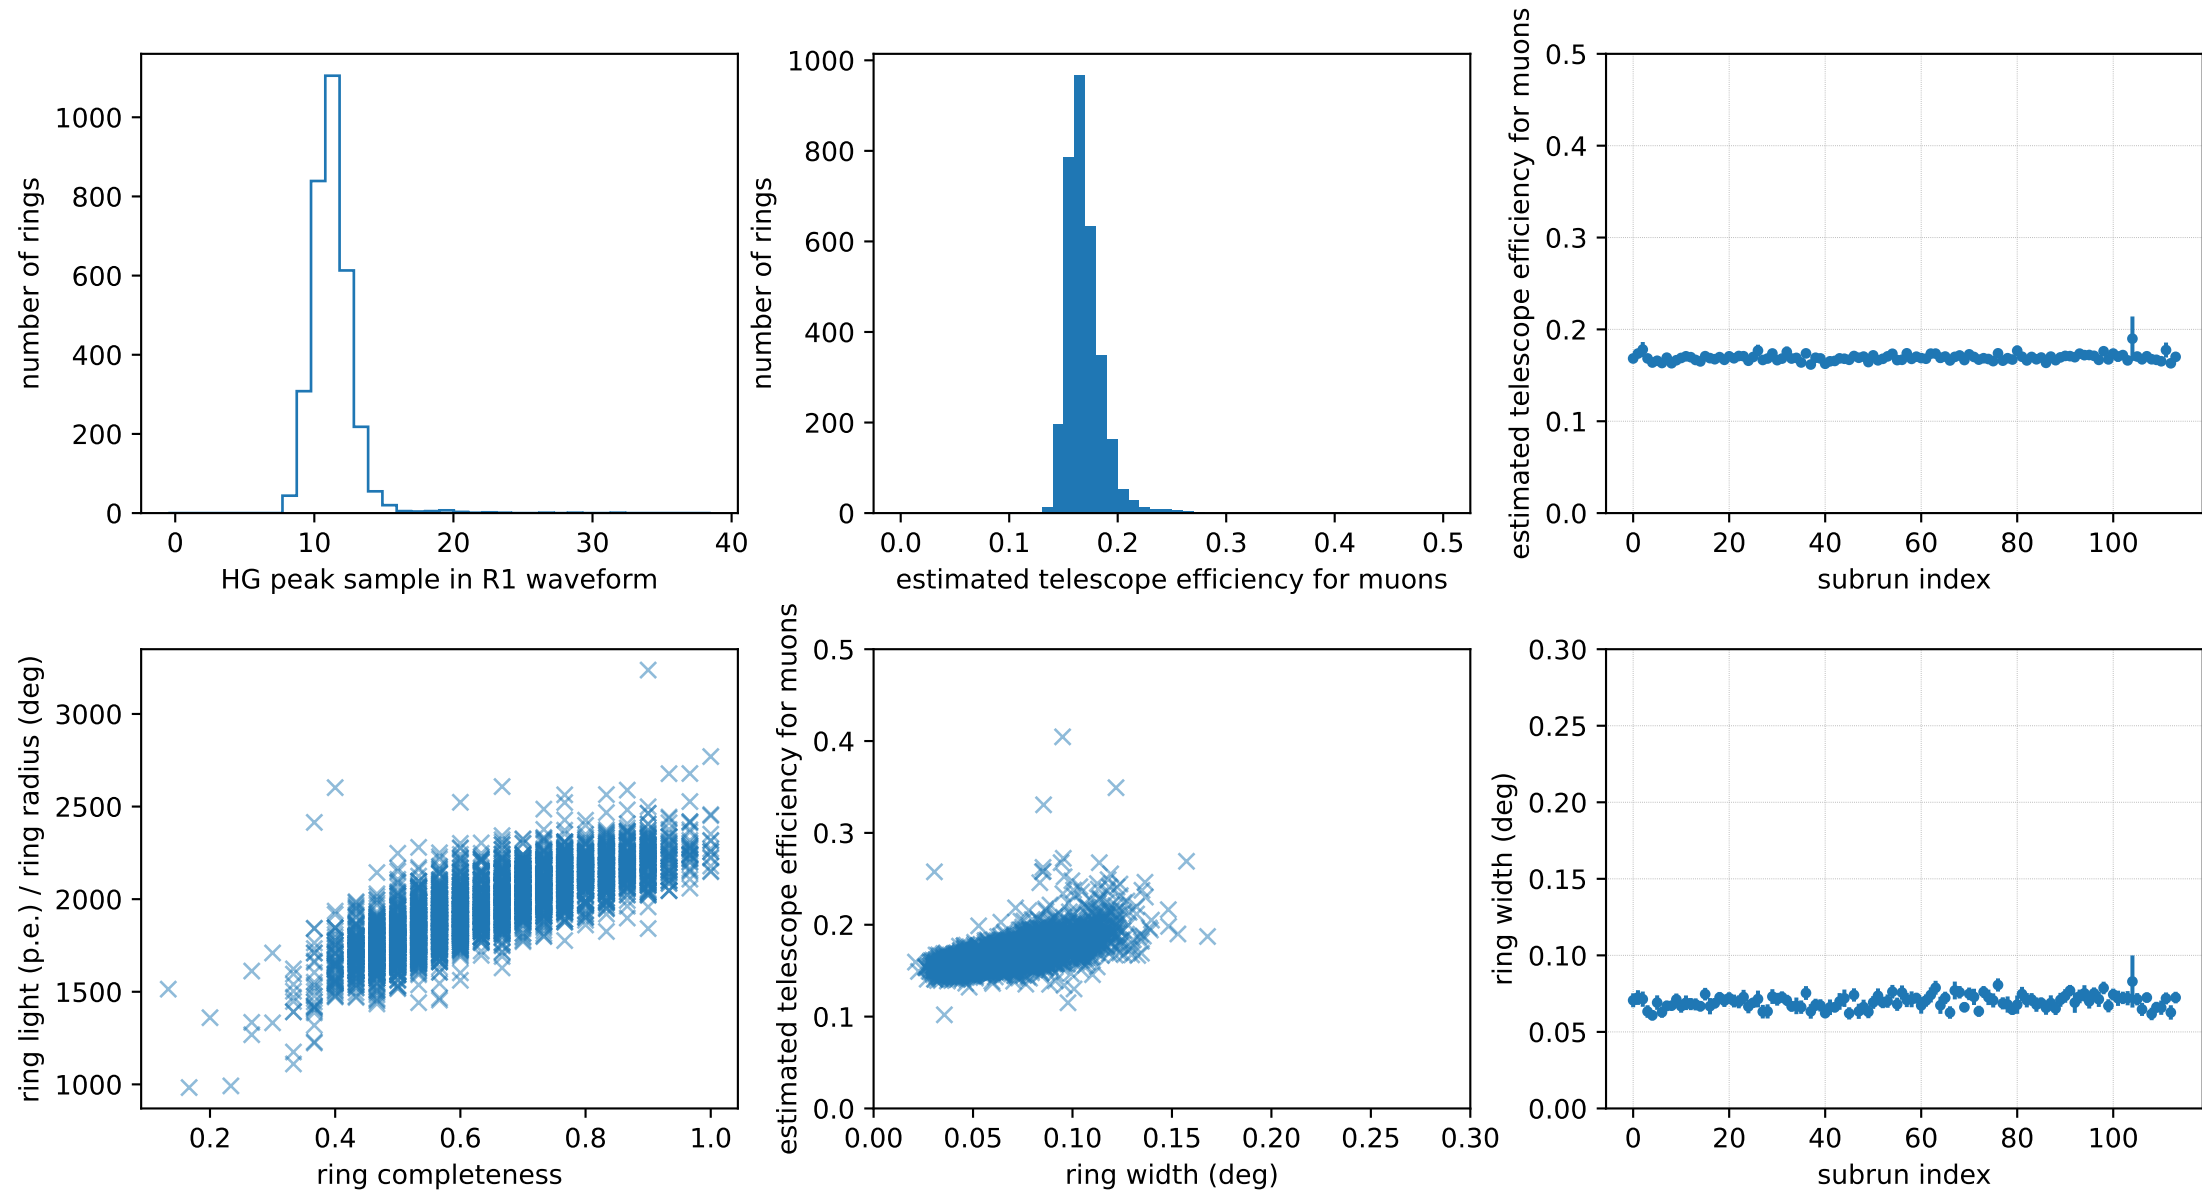 number of rings
1000
800
600
400
200
0
0 10 20 30 40
HG peak sample in R1 waveform
number of rings
1000
800
600
400
200
0
0.0 0.1 0.2 0.3 0.4 0.5
estimated telescope efficiency for muons
estimated telescope efficiency for muons
0.5
0.4
0.3
0.2
0.1
0.0
0 20 40 60 80 100
subrun index
ring light (p.e.) / ring radius (deg)
3000
2500
2000
1500
1000
0.2 0.4 0.6 0.8 1.0
ring completeness
estimated telescope efficiency for muons
0.5
0.4
0.3
0.2
0.1
0.0
0.00 0.05 0.10 0.15 0.20 0.25 0.30
ring width (deg)
ring width (deg)
0.30
0.25
0.20
0.15
0.10
0.05
0.00
0 20 40 60 80 100
subrun index